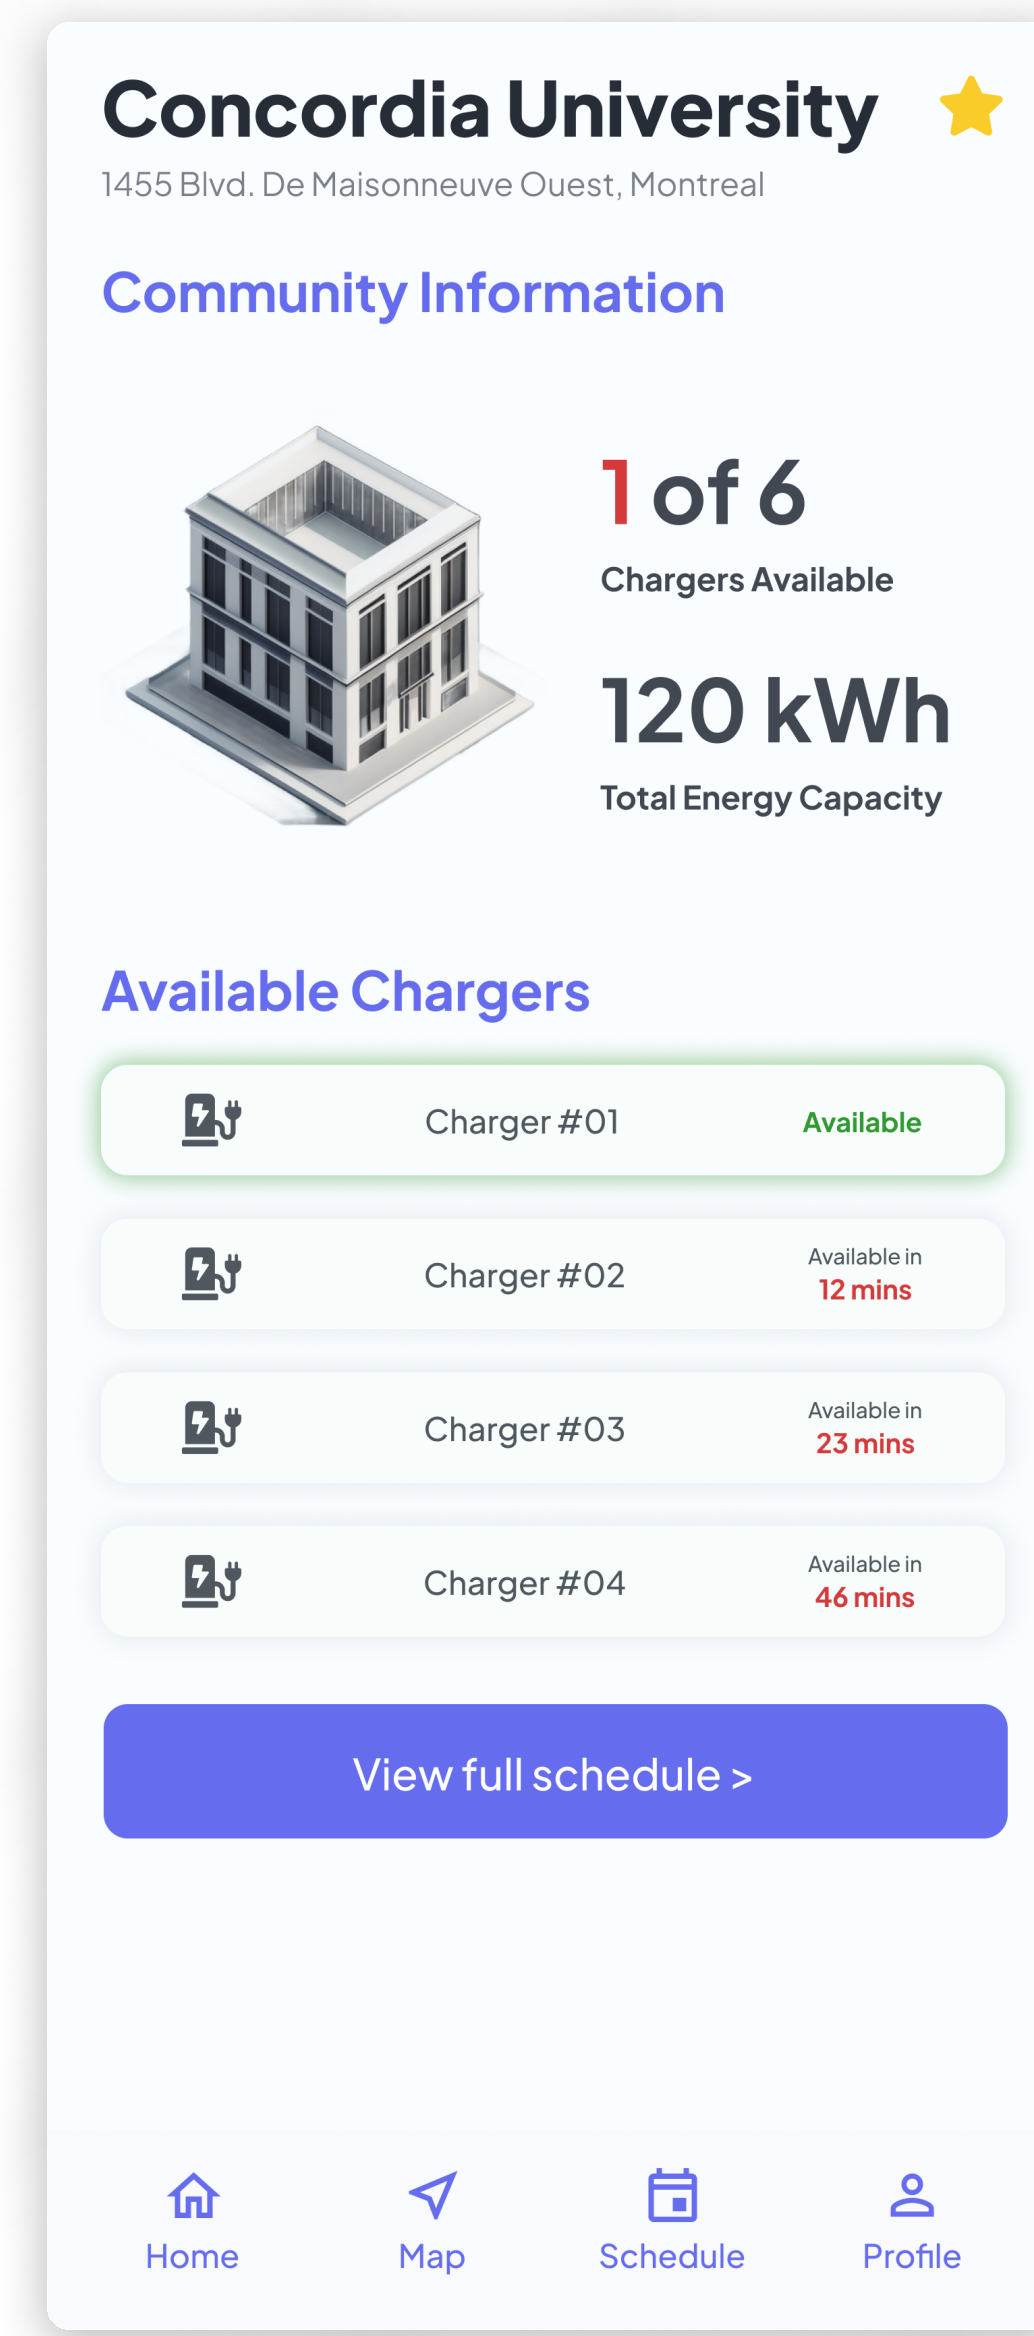 Concordia University
1455 Blvd. De Maisonneuve Ouest, Montreal
Community Information
1 of 6
Chargers Available
120 kWh
Total Energy Capacity
Available Chargers
Charger #01
Available
Charger #02
Available in
12 mins
Charger #03
Available in
23 mins
Charger #04
Available in
46 mins
View full schedule >
Home
Map
Schedule
Profile